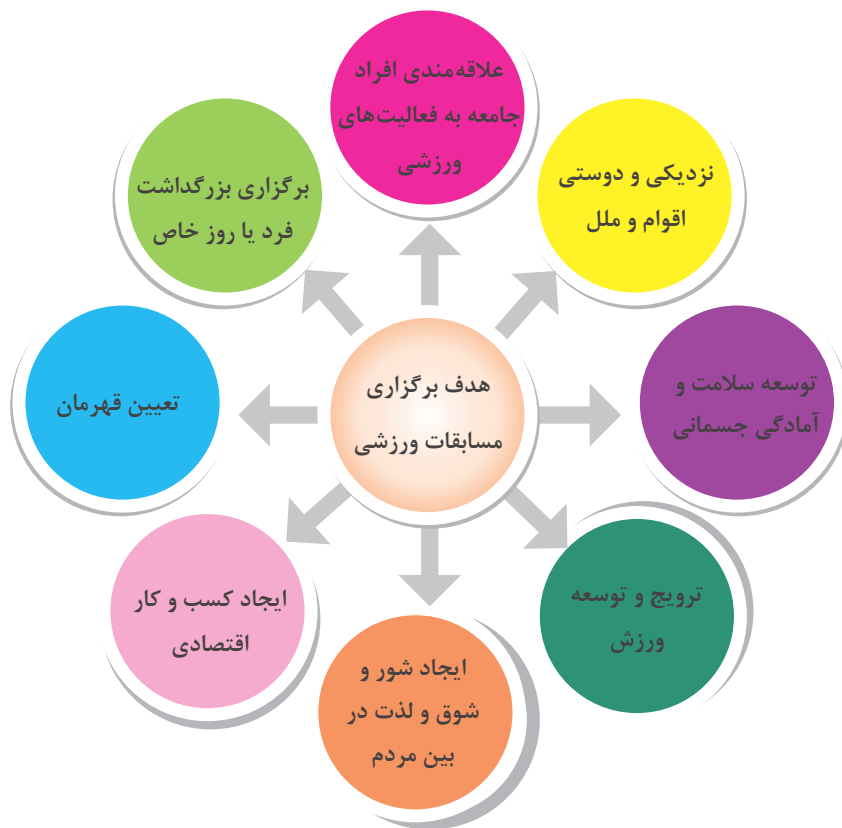 علاقه‌مندی افراد
جامعه به فعالیت‌های
ورزشی
نزدیکی و دوستی
اقوام و ملل
توسعه سلامت و
آمادگی جسمانی
ترویج و توسعه
ورزش
ایجاد شور و
شوق و لذت در
بین مردم
ایجاد کسب و کار
اقتصادی
تعیین قهرمان
برگزاری بزرگداشت
فرد یا روز خاص
هدف برگزاری
مسابقات ورزشی